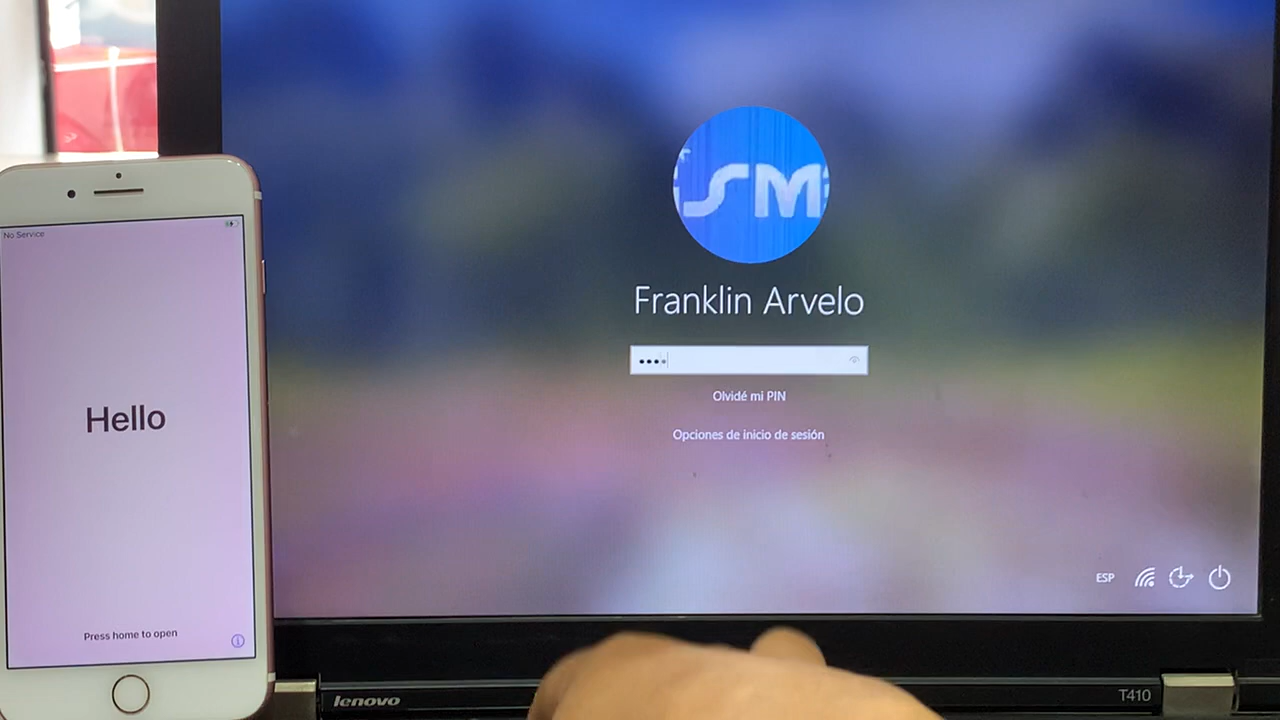 No Service
Hello
Press home to open
SM
Franklin Arvelo
Olvidé mi PIN
Opciones de inicio de sesión
ESP
lenovo
T410